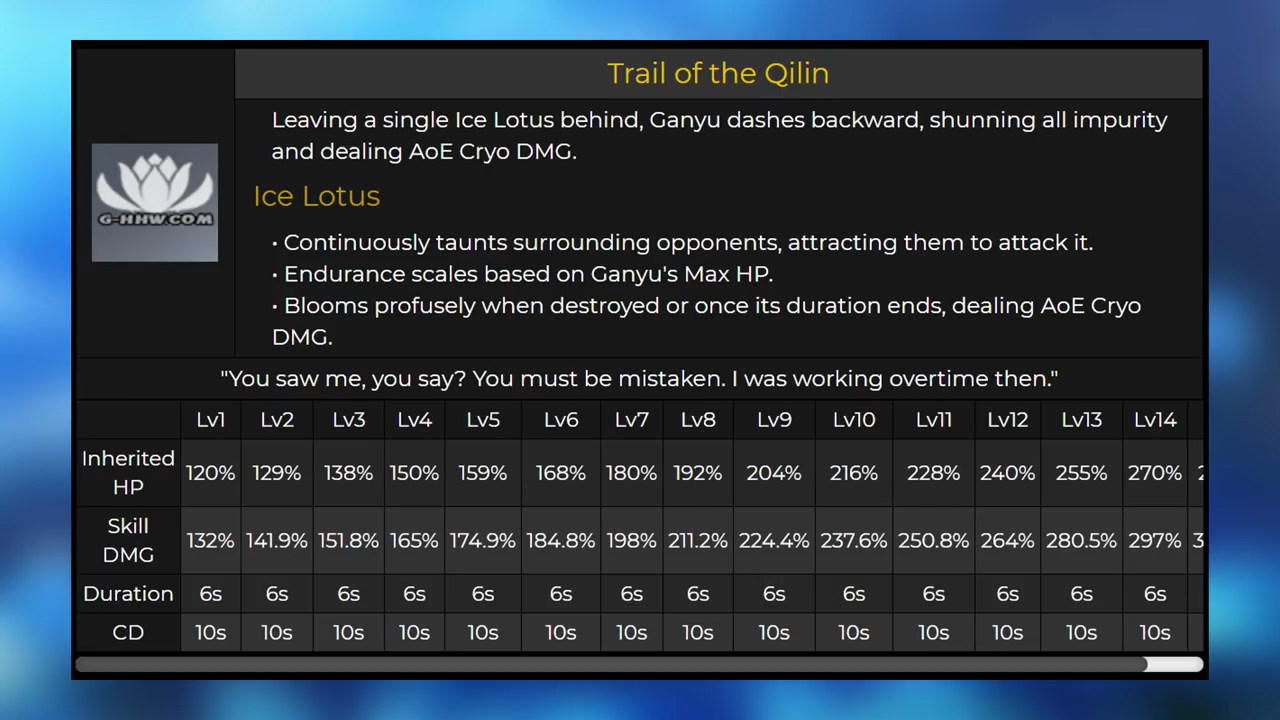 Trail of the Qilin
Leaving a single Ice Lotus behind, Ganyu dashes backward, shunning all impurity
and dealing AoE Cryo DMG.
G-HHW.COM
Ice Lotus
• Continuously taunts surrounding opponents, attracting them to attack it.
• Endurance scales based on Ganyu's Max HP.
• Blooms profusely when destroyed or once its duration ends, dealing AoE Cryo
DMG.
"You saw me, you say? You must be mistaken. I was working overtime then."
Lv1 Lv2 Lv3 Lv4 Lv5 Lv6 Lv7 Lv8 Lv9 Lv10 Lv11 Lv12 Lv13 Lv14
Inherited
HP 120% 129% 138% 150% 159% 168% 180% 192% 204% 216% 228% 240% 255% 270%
Skill
DMG 132% 141.9% 151.8% 165% 174.9% 184.8% 198% 211.2% 224.4% 237.6% 250.8% 264% 280.5% 297%
Duration 6s 6s 6s 6s 6s 6s 6s 6s 6s 6s 6s 6s 6s 6s
CD 10s 10s 10s 10s 10s 10s 10s 10s 10s 10s 10s 10s 10s 10s